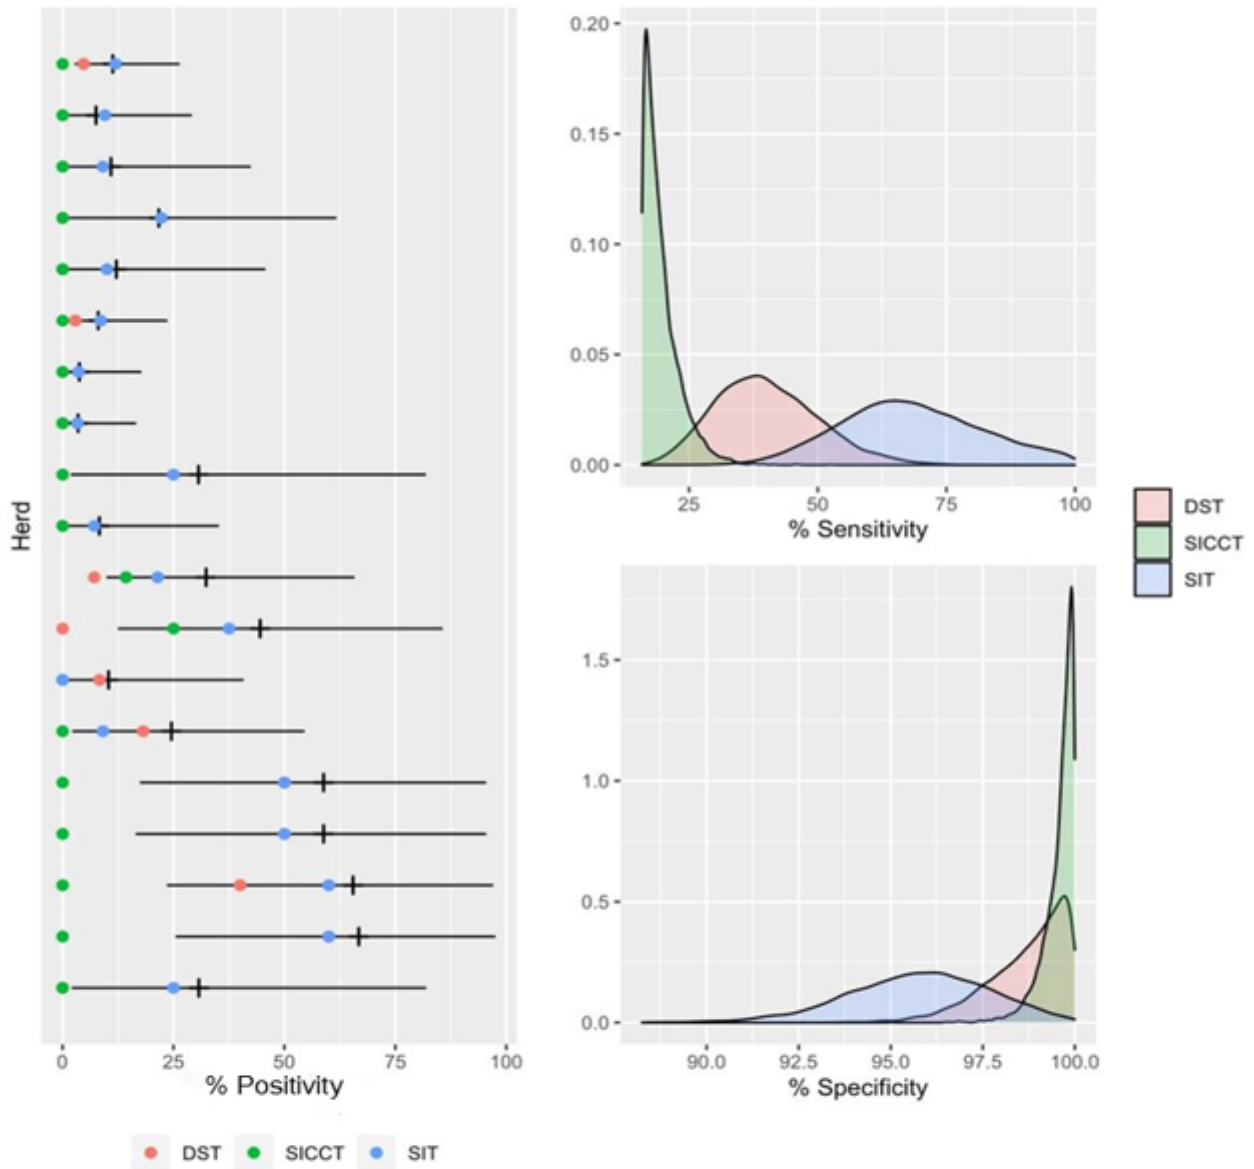 Herd
0 25 50 75 100
% Positivity
DST SICCT SIT
0.20
0.15
0.10
0.05
0.00
25 50 75 100
% Sensitivity
1.5
1.0
0.5
0.0
90.0 92.5 95.0 97.5 100.0
% Specificity
DST
SICCT
SIT